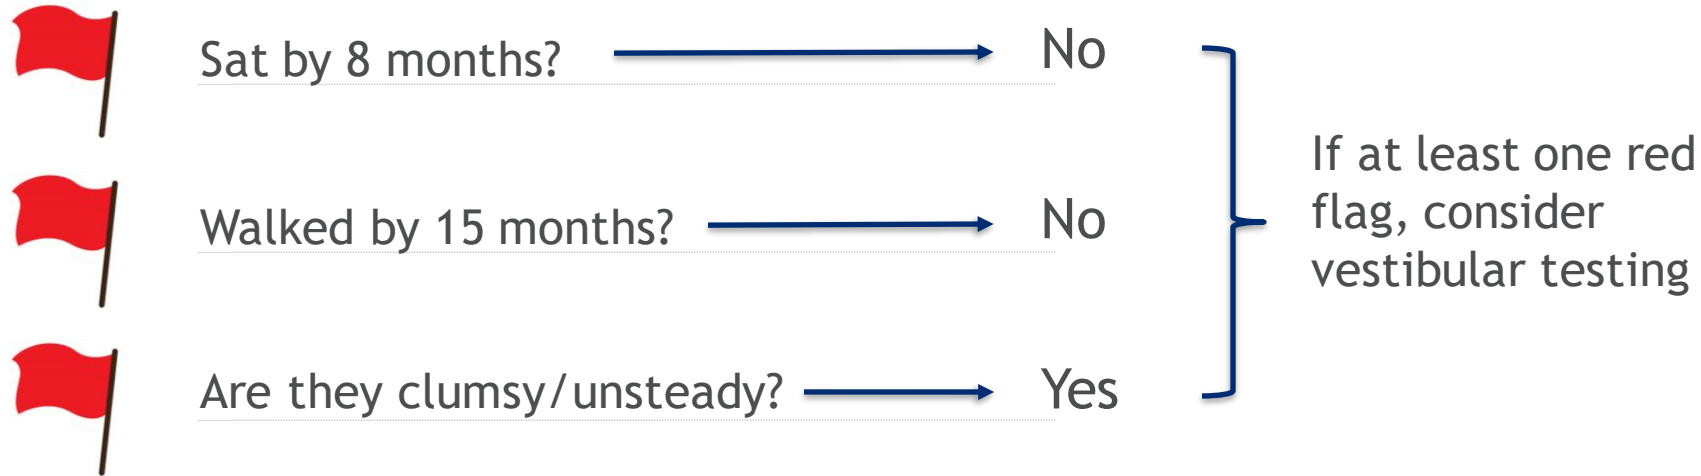 Sat by 8 months? No
Walked by 15 months? No
Are they clumsy/unsteady? Yes
If at least one red
flag, consider
vestibular testing